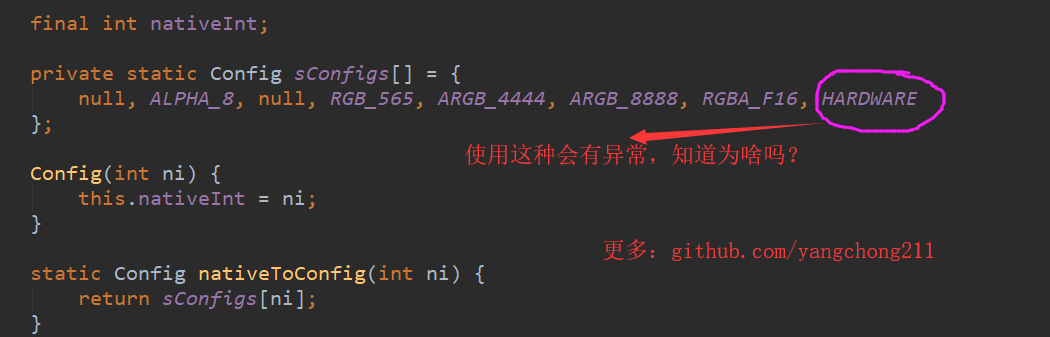 final int nativeInt;
private static Config sConfigs[] = {
null, ALPHA_8, null, RGB_565, ARGB_4444, ARGB_8888, RGBA_F16, HARDWARE
};
使用这种会有异常，知道为啥吗？
Config(int ni) {
this.nativeInt = ni;
}
更多：github.com/yangchong211
static Config nativeToConfig(int ni) {
return sConfigs[ni];
}